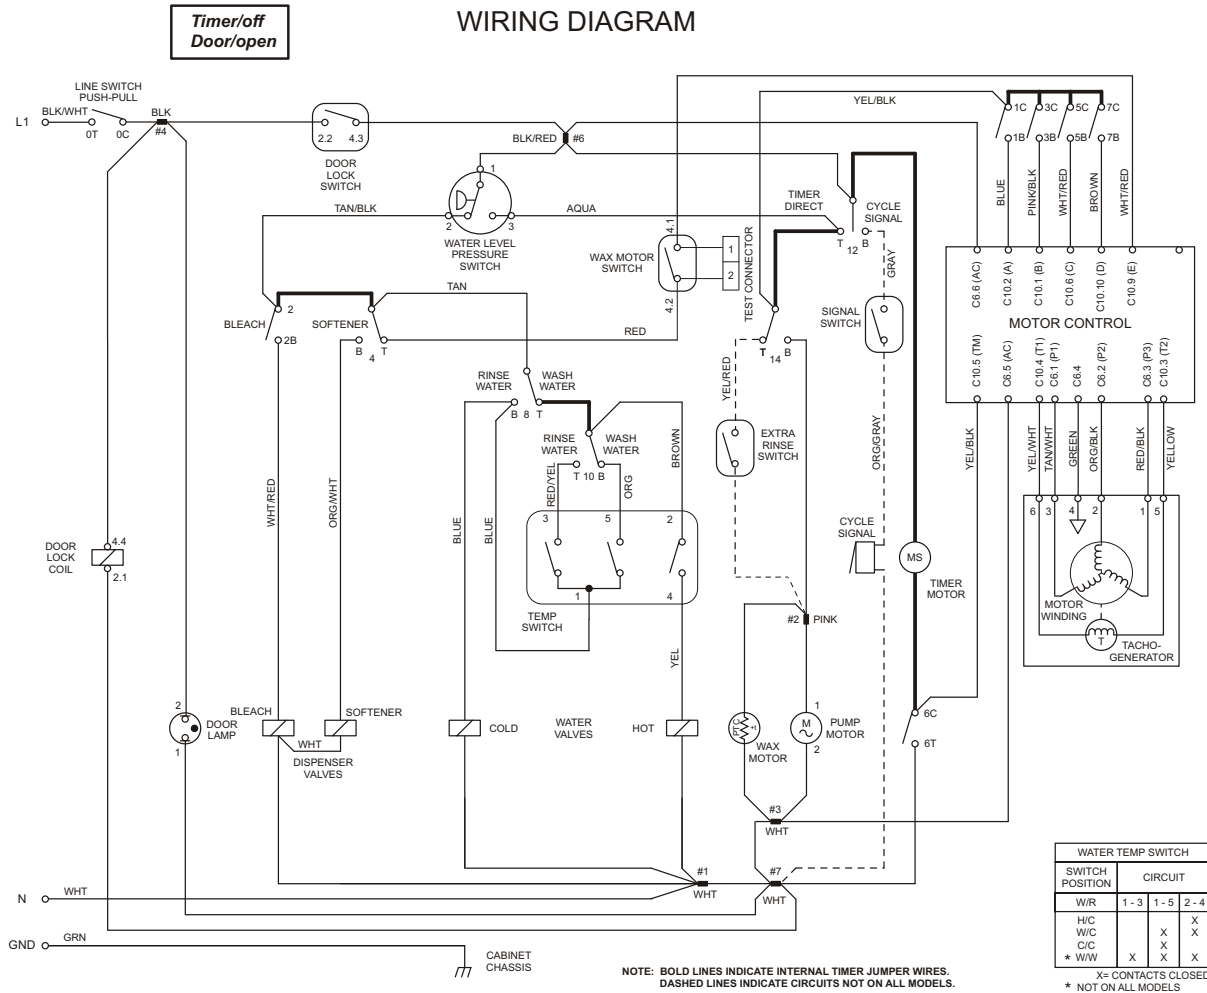 Timer/off
Door/open
WIRING DIAGRAM
LINE SWITCH
PUSH-PULL
L1
BLK/WHT
BLK
0T
0C
#4
2.2
4.3
DOOR
LOCK
SWITCH
BLK/RED
#6
YEL/BLK
1C
3C
5C
7C
1B
3B
5B
7B
BLUE
PINK/BLK
WHT/RED
BROWN
WHT/RED
1
TAN/BLK
2
3
AQUA
WATER LEVEL
PRESSURE
SWITCH
TIMER
DIRECT
CYCLE
SIGNAL
T
12
B
GRAY
4.1
WAX MOTOR
SWITCH
4.2
1
2
TEST CONNECTOR
C6.6 (AC)
C10.2 (A)
C10.1 (B)
C10.6 (C)
C10.10 (D)
C10.9 (E)
MOTOR CONTROL
C10.5 (TM)
C6.5 (AC)
C10.4 (T1)
C6.1 (P1)
C6.4
C6.2 (P2)
C6.3 (P3)
C10.3 (T2)
TAN
2
BLEACH
2B
SOFTENER
B
4
T
RED
SIGNAL
SWITCH
T
14
B
YEL/RED
RINSE
WATER
WASH
WATER
B
8
T
RINSE
WATER
WASH
WATER
T
10
B
BROWN
RED/YEL
ORG
EXTRA
RINSE
SWITCH
ORG/GRAY
YEL/BLK
YEL/WHT
TAN/WHT
GREEN
ORG/BLK
RED/BLK
YELLOW
WHT/RED
ORG/WHT
BLUE
BLUE
3
5
2
1
4
TEMP
SWITCH
6
3
4
2
1
5
CYCLE
SIGNAL
MS
TIMER
MOTOR
MOTOR
WINDING
T
TACHO-
GENERATOR
DOOR
LOCK
COIL
4.4
2.1
#2
PINK
YEL
2
DOOR
LAMP
1
BLEACH
SOFTENER
WHT
DISPENSER
VALVES
COLD
WATER
VALVES
HOT
PTC
±
WAX
MOTOR
1
M
2
PUMP
MOTOR
6C
6T
#3
WHT
#1
WHT
#7
WHT
N
WHT
GND
GRN
CABINET
CHASSIS
NOTE: BOLD LINES INDICATE INTERNAL TIMER JUMPER WIRES.
DASHED LINES INDICATE CIRCUITS NOT ON ALL MODELS.
WATER TEMP SWITCH
SWITCH
POSITION
CIRCUIT
W/R 1 - 3 1 - 5 2 - 4
H/C X
W/C X X
C/C X
* W/W X X X
X= CONTACTS CLOSED
* NOT ON ALL MODELS